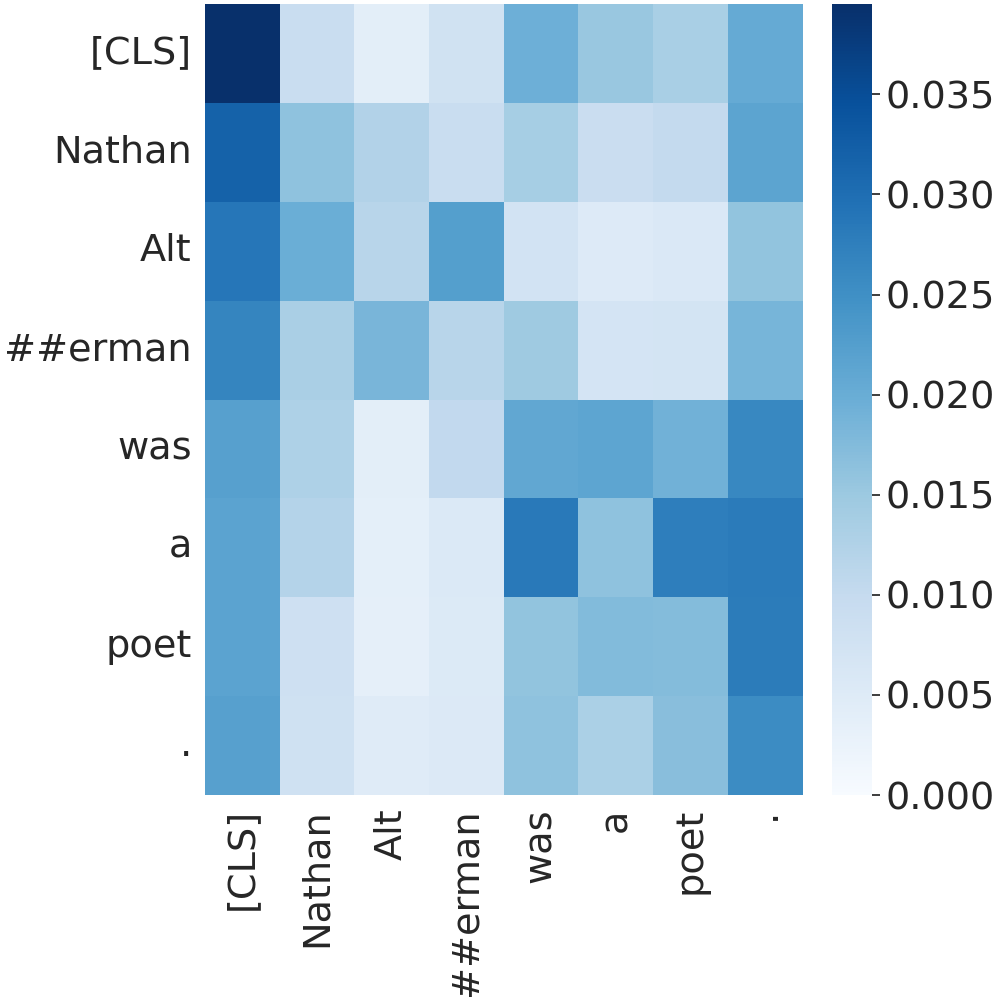 [CLS]
Nathan
Alt
##erman
was
a
poet
.
[CLS]
Nathan
Alt
##erman
was
a
poet
.
0.035
0.030
0.025
0.020
0.015
0.010
0.005
0.000